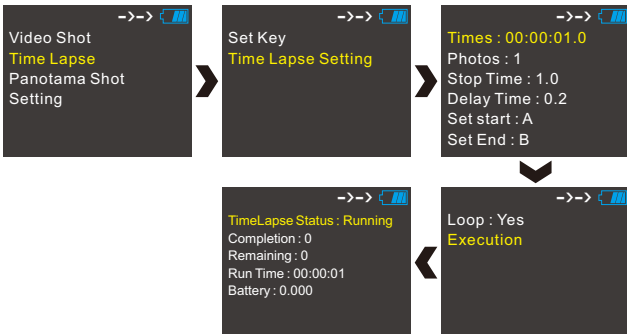 Video Shot
Time Lapse
Panotama Shot
Setting
Set Key
Time Lapse Setting
Times : 00:00:01.0
Photos : 1
Stop Time : 1.0
Delay Time : 0.2
Set start : A
Set End : B
Loop : Yes
Execution
TimeLapse Status : Running
Completion : 0
Remaining : 0
Run Time : 00:00:01
Battery : 0.000